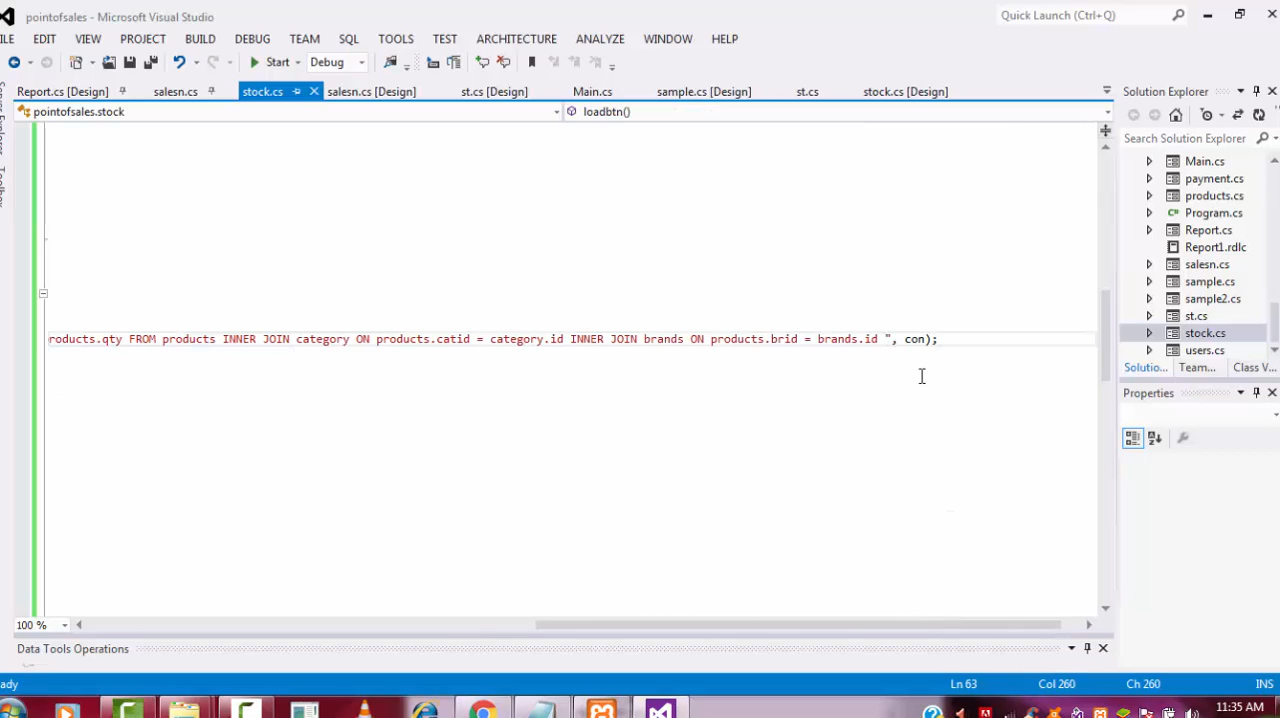 pointofsales - Microsoft Visual Studio
Quick Launch (Ctrl+Q)
ILE EDIT VIEW PROJECT BUILD DEBUG TEAM SQL TOOLS TEST ARCHITECTURE ANALYZE WINDOW HELP
Start Debug
Report.cs [Design] salesn.cs stock.cs salesn.cs [Design] st.cs [Design] Main.cs sample.cs [Design] st.cs stock.cs [Design]
Solution Explorer
pointofsales.stock loadbtn()
Search Solution Explorer
Main.cs
payment.cs
products.cs
Program.cs
Report.cs
Report1.rdlc
salesn.cs
sample.cs
sample2.cs
st.cs
stock.cs
users.cs
roducts.qty FROM products INNER JOIN category ON products.catid = category.id INNER JOIN brands ON products.brid = brands.id ", con);
Solutio... Team... Class V...
Properties
100 %
Data Tools Operations
ady Ln 63 Col 260 Ch 260 INS
11:35 AM